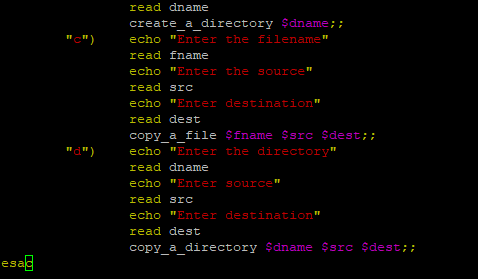 read dname
create_a_directory $dname;;
"c") echo "Enter the filename"
read fname
echo "Enter the source"
read src
echo "Enter destination"
read dest
copy_a_file $fname $src $dest;;
"d") echo "Enter the directory"
read dname
echo "Enter source"
read src
echo "Enter destination"
read dest
copy_a_directory $dname $src $dest;;
esac